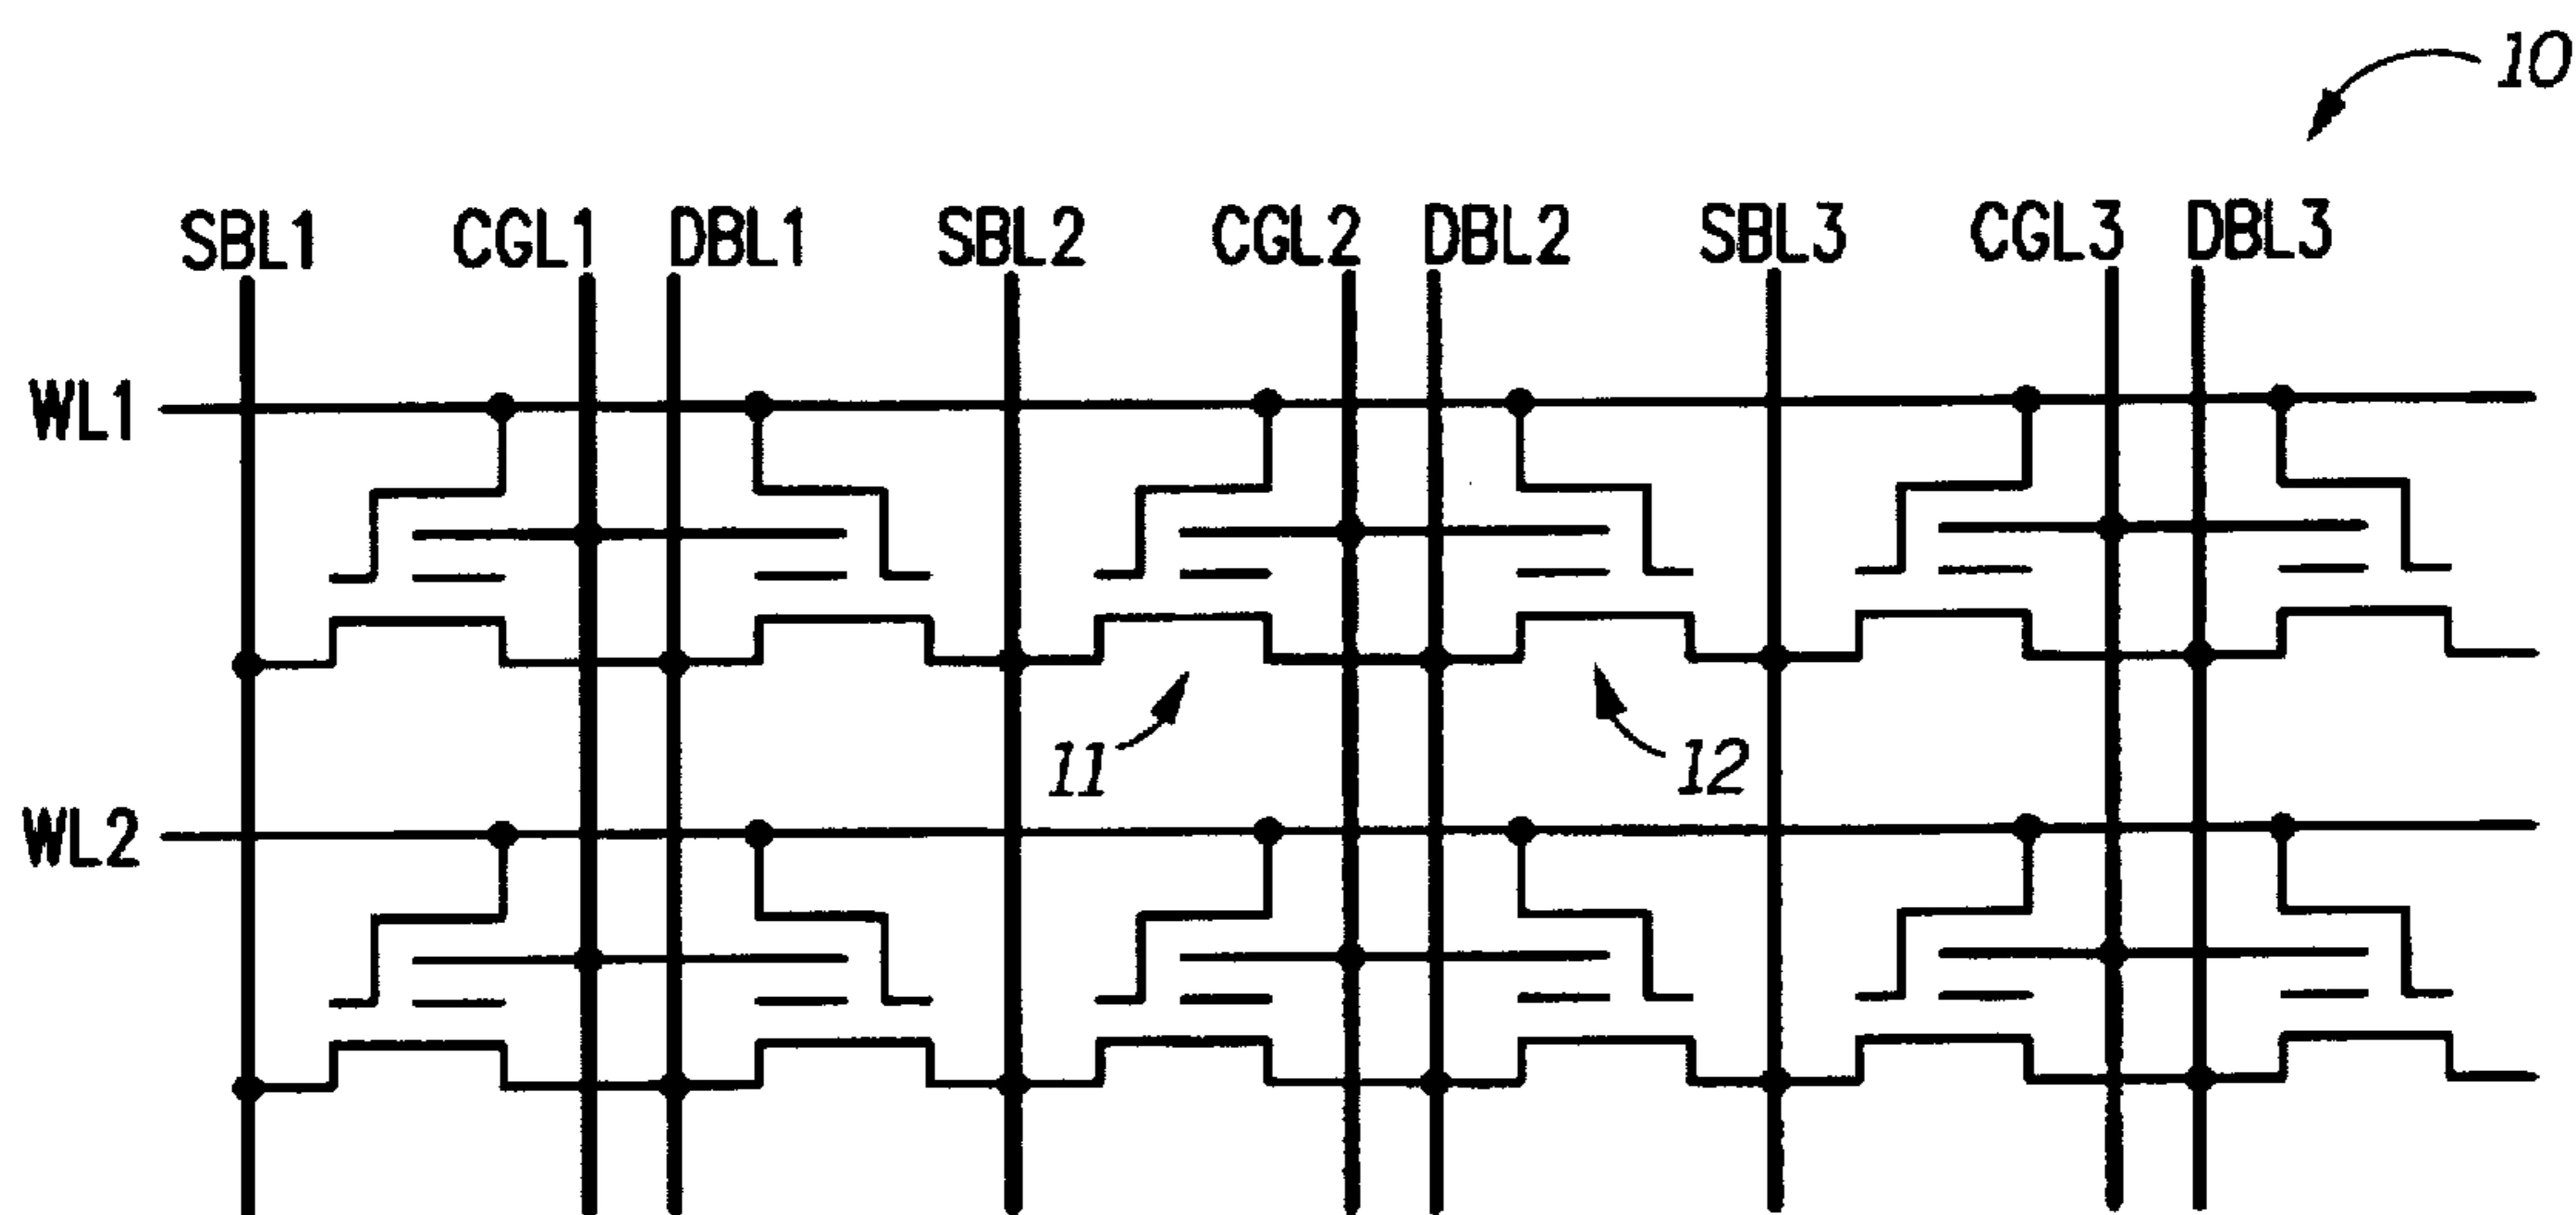 10
SBL1 CGL1 DBL1 SBL2 CGL2 DBL2 SBL3 CGL3 DBL3
WL1
11 12
WL2